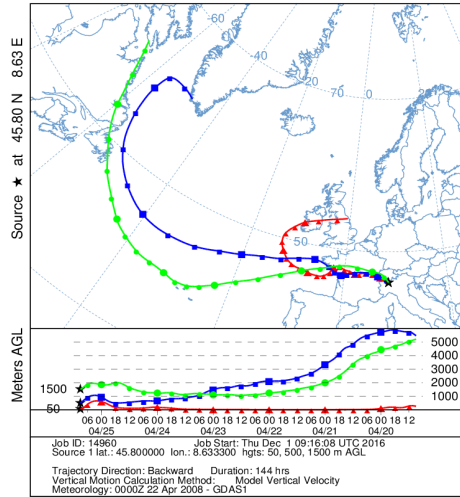 Source ★ at 45.80 N 8.63 E
60
40
20
70
0
50
Meters AGL
1500
50
5000
4000
3000
2000
1000
06 00 18 12 06 00 18 12 06 00 18 12 06 00 18 12 06 00 18 12 06 00 18 12
04/25 04/24 04/23 04/22 04/21 04/20
Job ID: 14960 Job Start: Thu Dec 1 09:16:08 UTC 2016
Source 1 lat.: 45.800000 lon.: 8.633300 hgts: 50, 500, 1500 m AGL
Trajectory Direction: Backward Duration: 144 hrs
Vertical Motion Calculation Method: Model Vertical Velocity
Meteorology: 0000Z 22 Apr 2008 - GDAS1